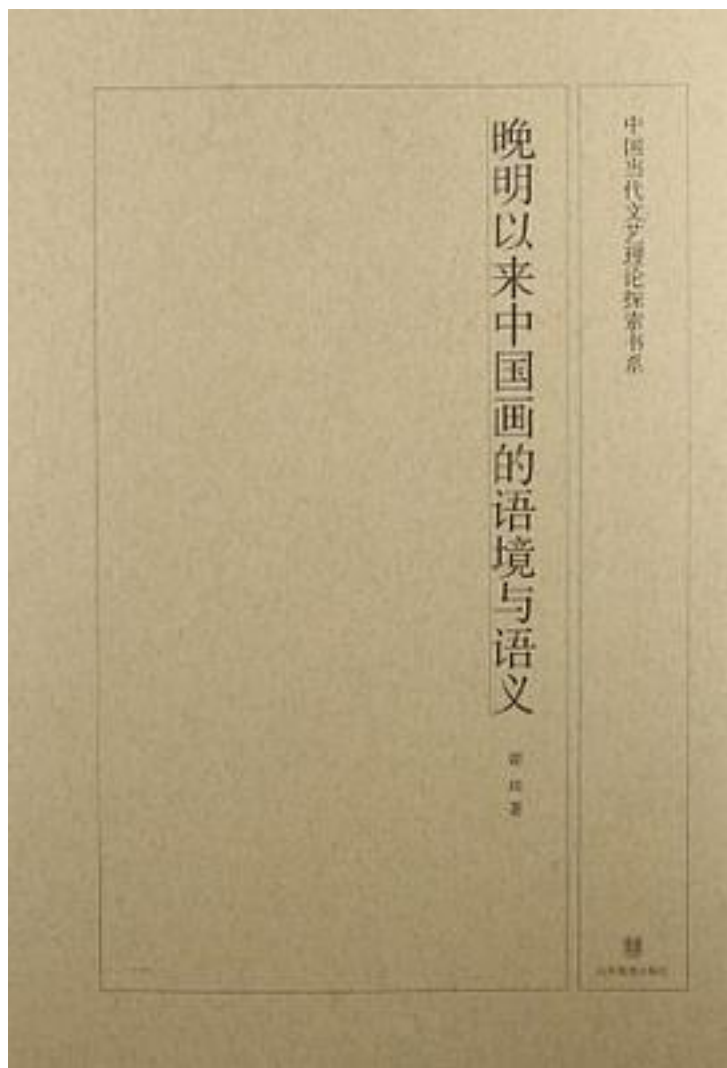 中国当代文艺理论探索书系
晚明以来中国画的语境与语义
著